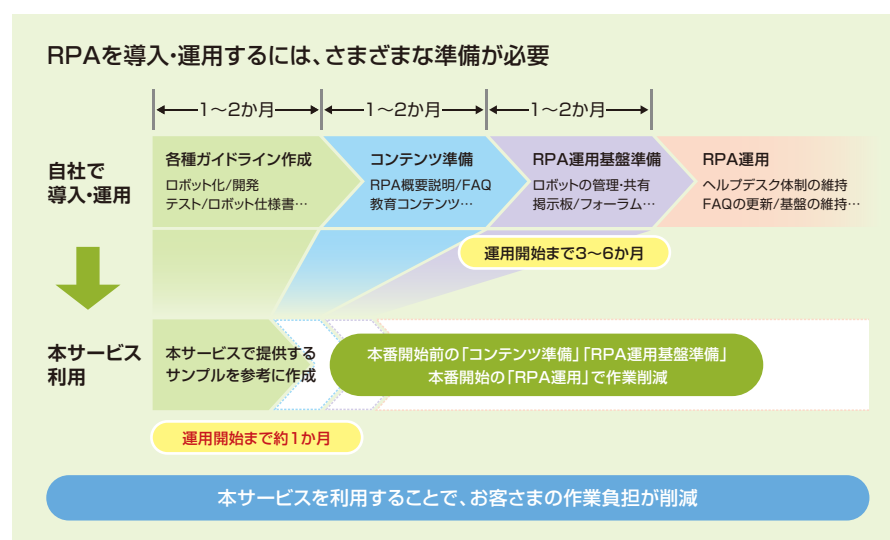 RPAを導入・運用するには、さまざまな準備が必要
1～2か月
1～2か月
1～2か月
自社で
導入・運用
各種ガイドライン作成
ロボット化/開発
テスト/ロボット仕様書…
コンテンツ準備
RPA概要説明/FAQ
教育コンテンツ…
RPA運用基盤準備
ロボットの管理・共有
掲示板/フォーラム…
RPA運用
ヘルプデスク体制の維持
FAQの更新/基盤の維持…
運用開始まで3～6か月
本サービス
利用
本サービスで提供する
サンプルを参考に作成
本番開始前の「コンテンツ準備」「RPA運用基盤準備」
本番開始の「RPA運用」で作業削減
運用開始まで約1か月
本サービスを利用することで、お客さまの作業負担が削減